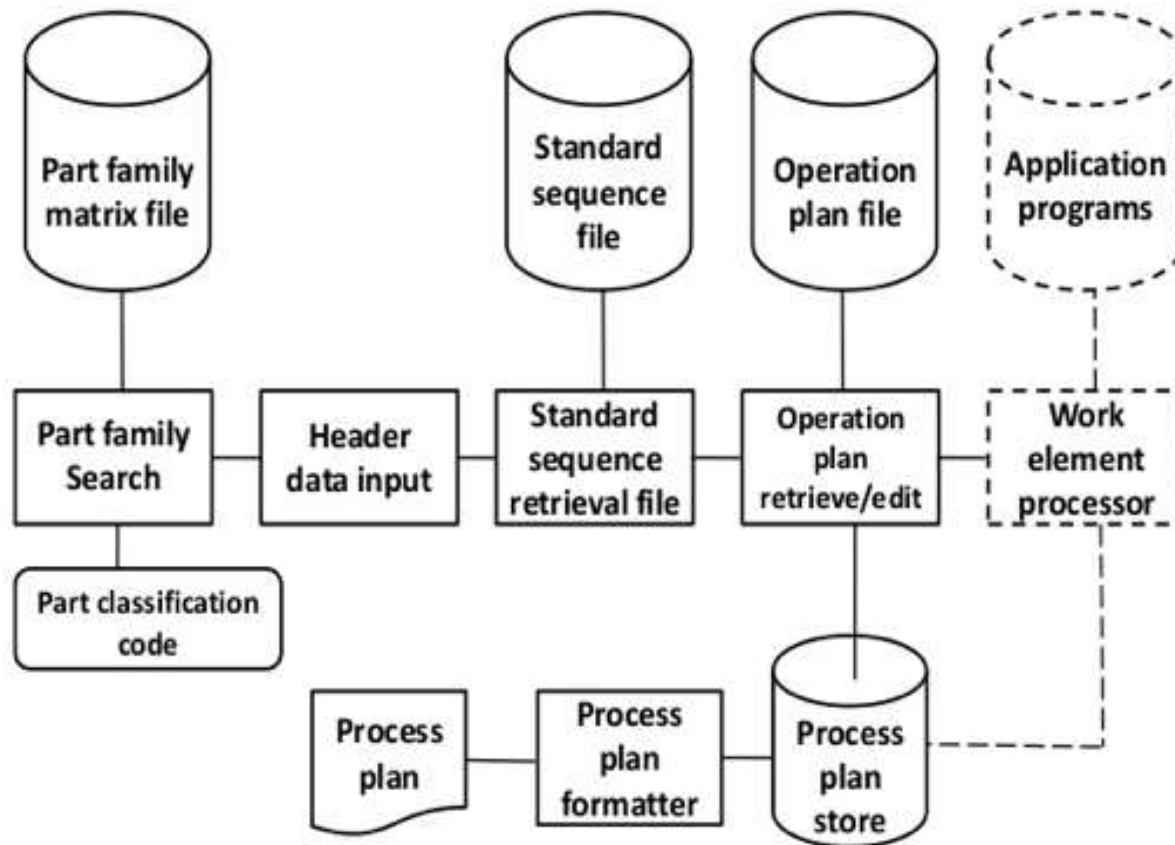 Part family
matrix file
Standard
sequence
file
Operation
plan file
Application
programs
Part family
Search
Header
data input
Standard
sequence
retrieval file
Operation
plan
retrieve/edit
Work
element
processor
Part classification
code
Process
plan
Process
plan
formatter
Process
plan
store